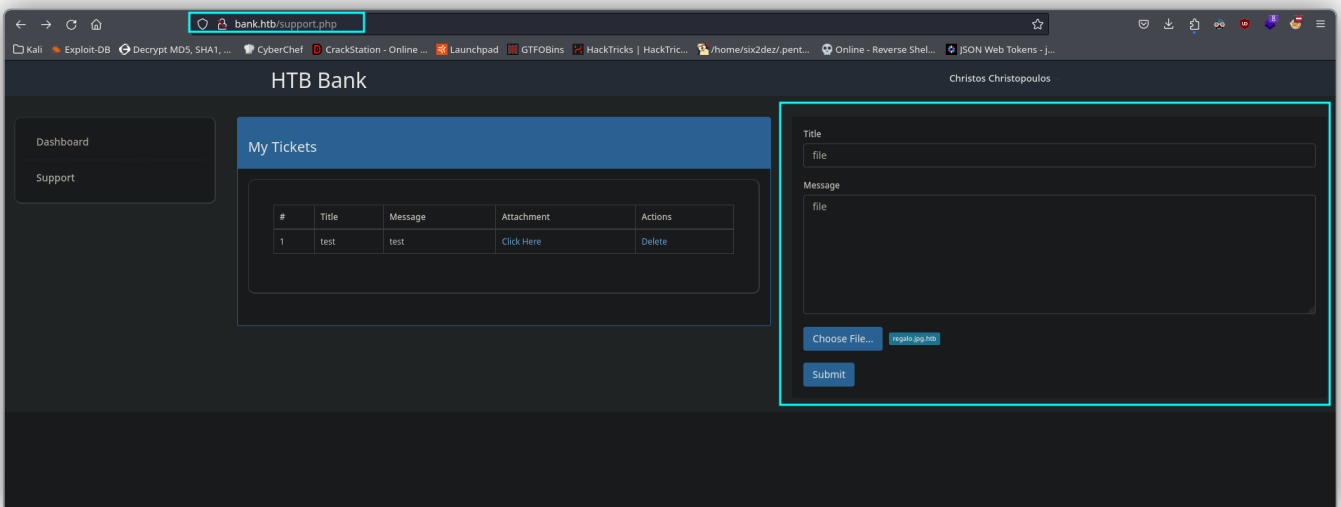 bank.htb/support.php
Kali Exploit-DB Decrypt MD5, SHA1, ... CyberChef CrackStation - Online ... Launchpad GTFOBins HackTricks | HackTric... /home/six2dez/.pent... Online - Reverse Shel... JSON Web Tokens - j...
HTB Bank
Christos Christopoulos
Dashboard
Support
My Tickets
# Title Message Attachment Actions
1 test test Click Here Delete
Title
file
Message
file
Choose File... regalo.jpg.htb
Submit